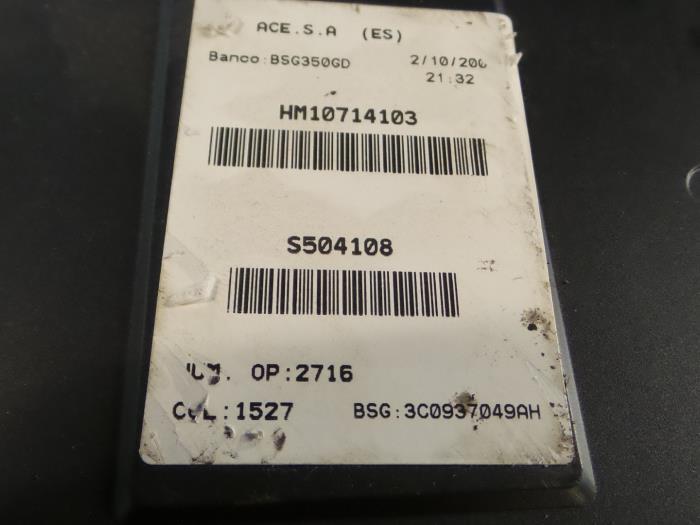 ACE.S.A (ES)
Banco:BSG350GD 2/10/200
21:32
HM10714103
S504108
OP:2716
:1527 BSG:3C0937049AH